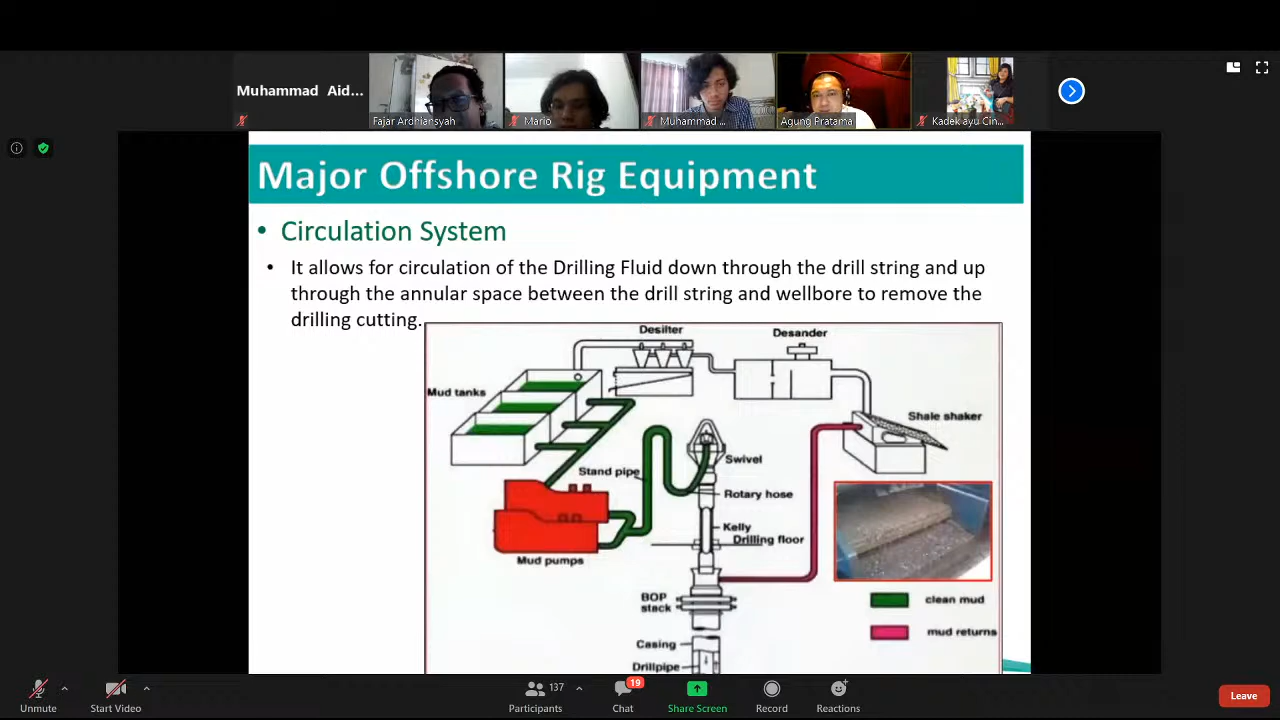 Muhammad Aid...
Fajar Ardhiansyah
Mario
Muhammad ...
Agung Pratama
Kadek ayu Cin...
Major Offshore Rig Equipment
• Circulation System
• It allows for circulation of the Drilling Fluid down through the drill string and up
through the annular space between the drill string and wellbore to remove the
drilling cutting.
Desilter
Desander
Mud tanks
Shale shaker
Stand pipe
Swivel
Rotary hose
Kelly
Drilling floor
Mud pumps
BOP
stack
clean mud
mud returns
Casing
Drillpipe
Unmute
Start Video
137
Participants
19
Chat
Share Screen
Record
Reactions
Leave